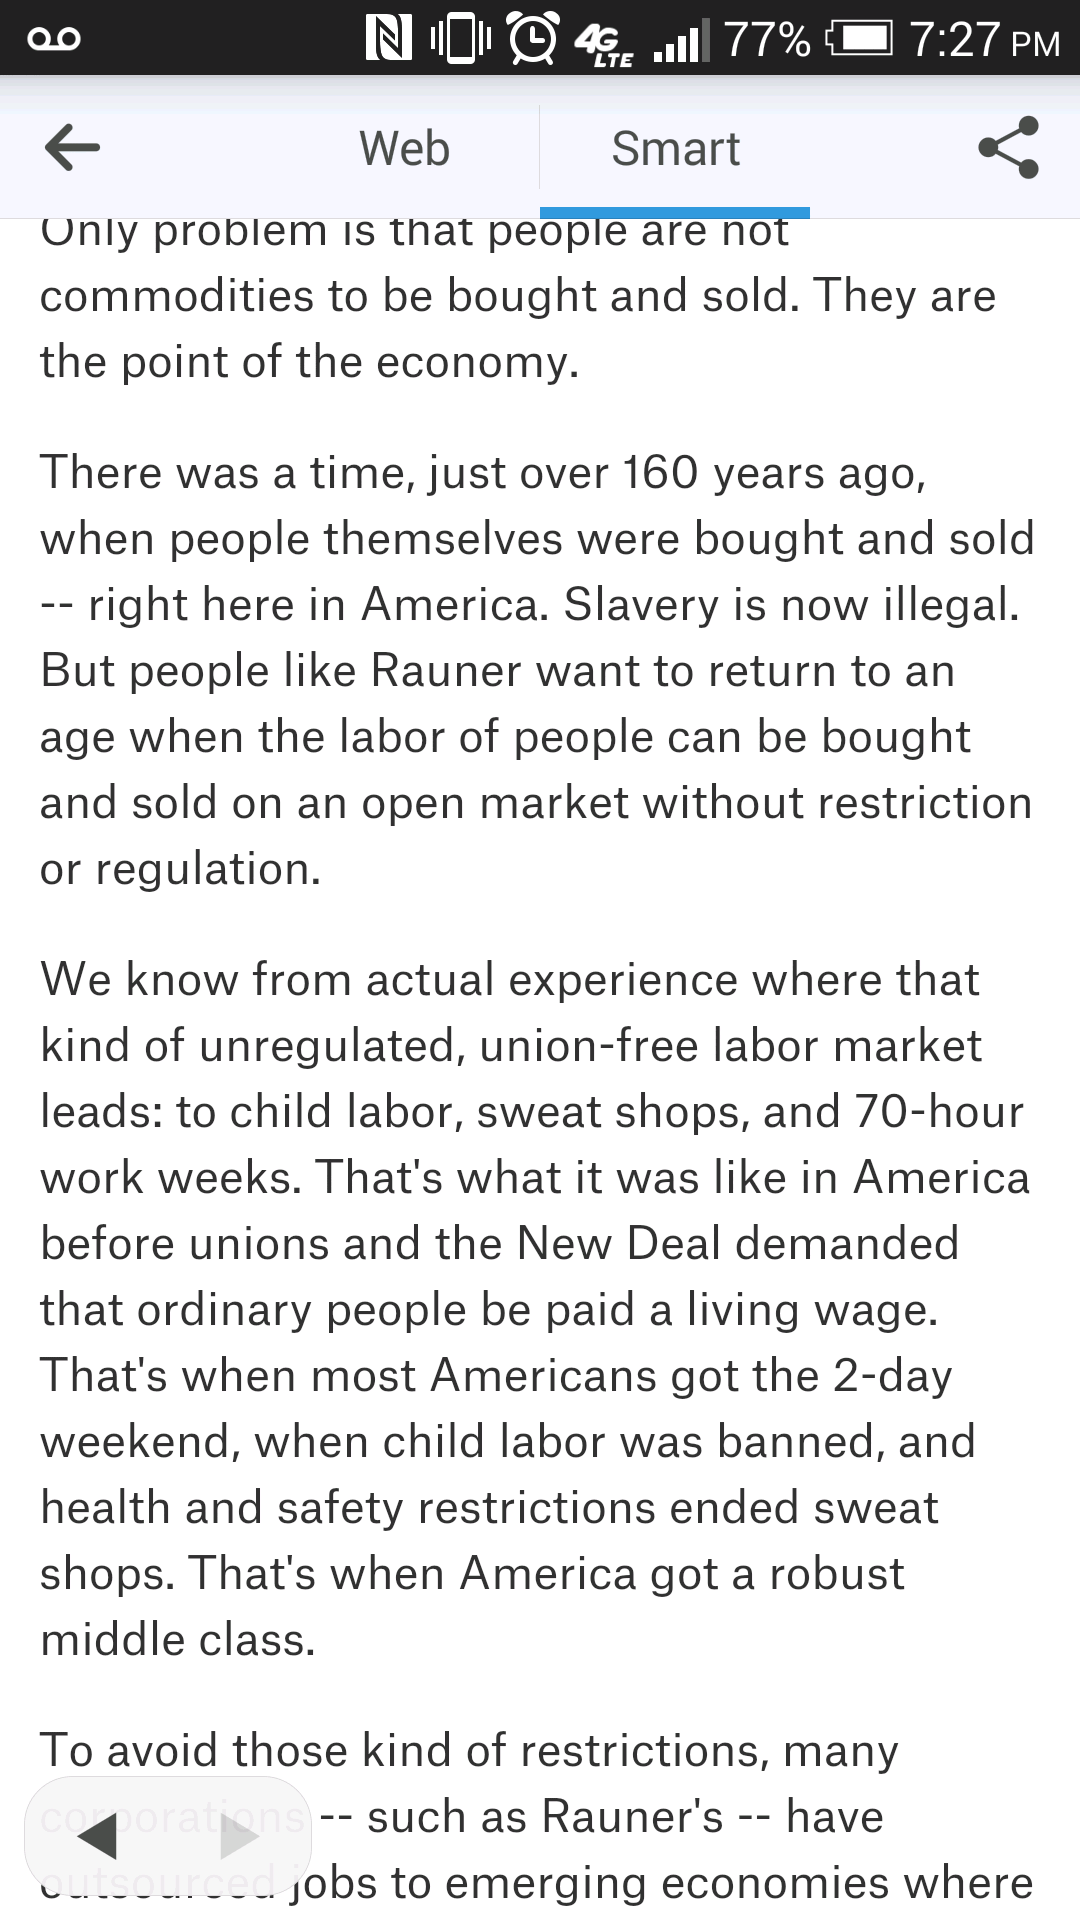 4G LTE 77% 7:27 PM
Web Smart
Only problem is that people are not
commodities to be bought and sold. They are
the point of the economy.
There was a time, just over 160 years ago,
when people themselves were bought and sold
-- right here in America. Slavery is now illegal.
But people like Rauner want to return to an
age when the labor of people can be bought
and sold on an open market without restriction
or regulation.
We know from actual experience where that
kind of unregulated, union-free labor market
leads: to child labor, sweat shops, and 70-hour
work weeks. That's what it was like in America
before unions and the New Deal demanded
that ordinary people be paid a living wage.
That's when most Americans got the 2-day
weekend, when child labor was banned, and
health and safety restrictions ended sweat
shops. That's when America got a robust
middle class.
To avoid those kind of restrictions, many
corporations -- such as Rauner's -- have
outsourced jobs to emerging economies where